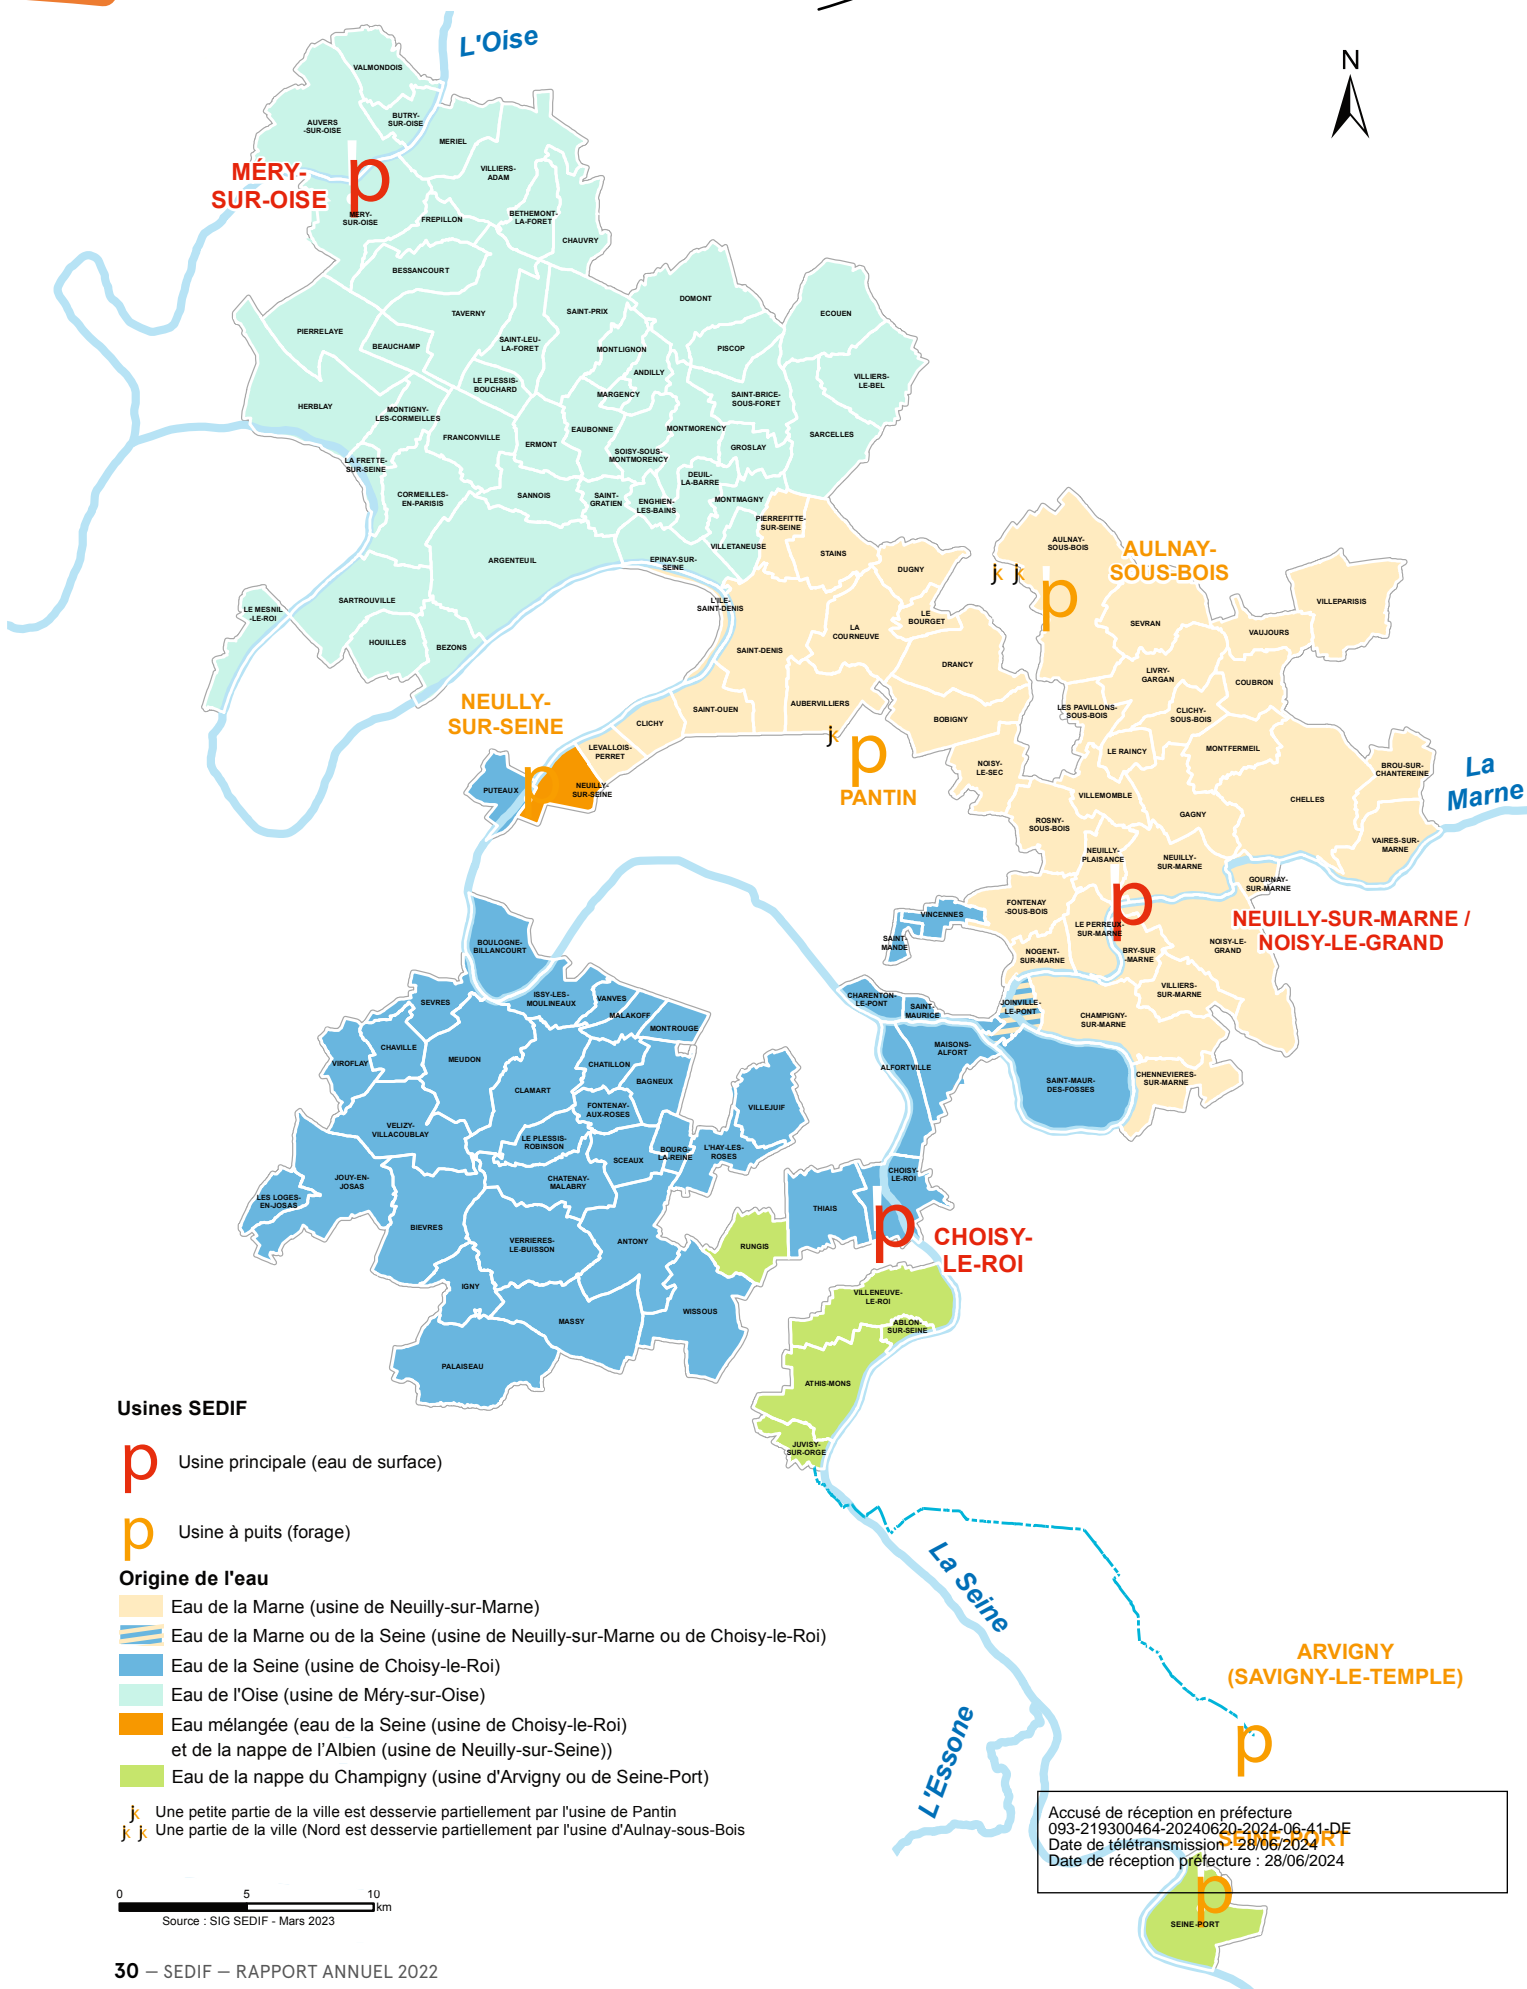 L'Oise
N
VALMONDOIS
AUVERS
-SUR-OISE
BUTRY-
SUR-OISE
MERIEL
VILLIERS-
ADAM
MÉRY-
SUR-OISE
p
MERY-
SUR-OISE
FREPILLON
BETHEMONT-
LA-FORET
CHAUVRY
BESSANCOURT
DOMONT
TAVERNY
SAINT-PRIX
ECOUEN
PIERRELAYE
BEAUCHAMP
SAINT-LEU-
LA-FORET
MONTLIGNON
PISCOP
ANDILLY
VILLIERS-
LE-BEL
LE PLESSIS-
BOUCHARD
MARGENCY
SAINT-BRICE-
SOUS-FORET
HERBLAY
MONTIGNY-
LES-CORMEILLES
EAUBONNE
MONTMORENCY
FRANCONVILLE
ERMONT
GROSLAY
SARCELLES
SOISY-SOUS-
MONTMORENCY
LA FRETTE-
SUR-SEINE
DEUIL-
LA-BARRE
CORMEILLES-
EN-PARISIS
SANNOIS
SAINT-
GRATIEN
ENGHIEN-
LES-BAINS
MONTMAGNY
PIERREFITTE-
SUR-SEINE
ARGENTEUIL
EPINAY-SUR-
SEINE
VILLETANEUSE
STAINS
DUGNY
AULNAY-
SOUS-BOIS
AULNAY-
SOUS-BOIS
jk jk
p
SARTROUVILLE
LE MESNIL
-LE-ROI
HOUILLES
BEZONS
L'ILE-
SAINT-DENIS
LE
BOURGET
LA
COURNEUVE
SAINT-DENIS
SEVRAN
VAUJOURS
VILLEPARISIS
DRANCY
LIVRY-
GARGAN
COUBRON
NEUILLY-
SUR-SEINE
AUBERVILLIERS
SAINT-OUEN
CLICHY
BOBIGNY
LES PAVILLONS-
SOUS-BOIS
CLICHY-
SOUS-BOIS
LEVALLOIS-
PERRET
jk
p
PANTIN
LE RAINCY
MONTFERMEIL
NOISY-
LE-SEC
BROU-SUR-
CHANTEREINE
La
Marne
PUTEAUX
p
NEUILLY-
SUR-SEINE
VILLEMOMBLE
CHELLES
ROSNY-
SOUS-BOIS
GAGNY
VAIRES-SUR-
MARNE
NEUILLY-
PLAISANCE
NEUILLY-
SUR-MARNE
GOURNAY-
SUR-MARNE
p
FONTENAY
-SOUS-BOIS
VINCENNES
LE PERREUX-
SUR-MARNE
NEUILLY-SUR-MARNE /
NOISY-LE-GRAND
SAINT-
MANDE
NOGENT-
SUR-MARNE
BRY-SUR
-MARNE
NOISY-LE-
GRAND
BOULOGNE-
BILLANCOURT
VILLIERS-
SUR-MARNE
SEVRES
ISSY-LES-
MOULINEAUX
VANVES
MALAKOFF
MONTROUGE
CHARENTON-
LE-PONT
SAINT-
MAURICE
JOINVILLE-
LE-PONT
CHAMPIGNY-
SUR-MARNE
CHAVILLE
VIROFLAY
MEUDON
CHATILLON
BAGNEUX
CLAMART
MAISONS-
ALFORT
ALFORTVILLE
SAINT-MAUR-
DES-FOSSES
CHENNEVIERES-
SUR-MARNE
FONTENAY-
AUX-ROSES
VILLEJUIF
VELIZY-
VILLACOUBLAY
LE PLESSIS-
ROBINSON
SCEAUX
BOURG-
LA-REINE
L'HAY-LES-
ROSES
CHATENAY-
MALABRY
CHOISY-
LE-ROI
JOUY-EN-
JOSAS
LES LOGES-
EN-JOSAS
THIAIS
p
CHOISY-
LE-ROI
BIEVRES
VERRIERES-
LE-BUISSON
ANTONY
RUNGIS
IGNY
VILLENEUVE-
LE-ROI
MASSY
WISSOUS
ABLON-
SUR-SEINE
PALAISEAU
ATHIS-MONS
JUVISY-
SUR-ORGE
Usines SEDIF
p Usine principale (eau de surface)
p Usine à puits (forage)
Origine de l'eau
Eau de la Marne (usine de Neuilly-sur-Marne)
Eau de la Marne ou de la Seine (usine de Neuilly-sur-Marne ou de Choisy-le-Roi)
Eau de la Seine (usine de Choisy-le-Roi)
Eau de l'Oise (usine de Méry-sur-Oise)
Eau mélangée (eau de la Seine (usine de Choisy-le-Roi)
et de la nappe de l'Albien (usine de Neuilly-sur-Seine))
Eau de la nappe du Champigny (usine d'Arvigny ou de Seine-Port)
jk Une petite partie de la ville est desservie partiellement par l'usine de Pantin
jk jk Une partie de la ville (Nord est desservie partiellement par l'usine d'Aulnay-sous-Bois
La Seine
L'Essone
ARVIGNY
(SAVIGNY-LE-TEMPLE)
p
Accusé de réception en préfecture
093-219300464-20240620-2024-06-41-DE
Date de télétransmission : 28/06/2024
Date de réception préfecture : 28/06/2024
SEINE-PORT
p
SEINE-PORT
0 5 10
km
Source : SIG SEDIF - Mars 2023
30 — SEDIF — RAPPORT ANNUEL 2022